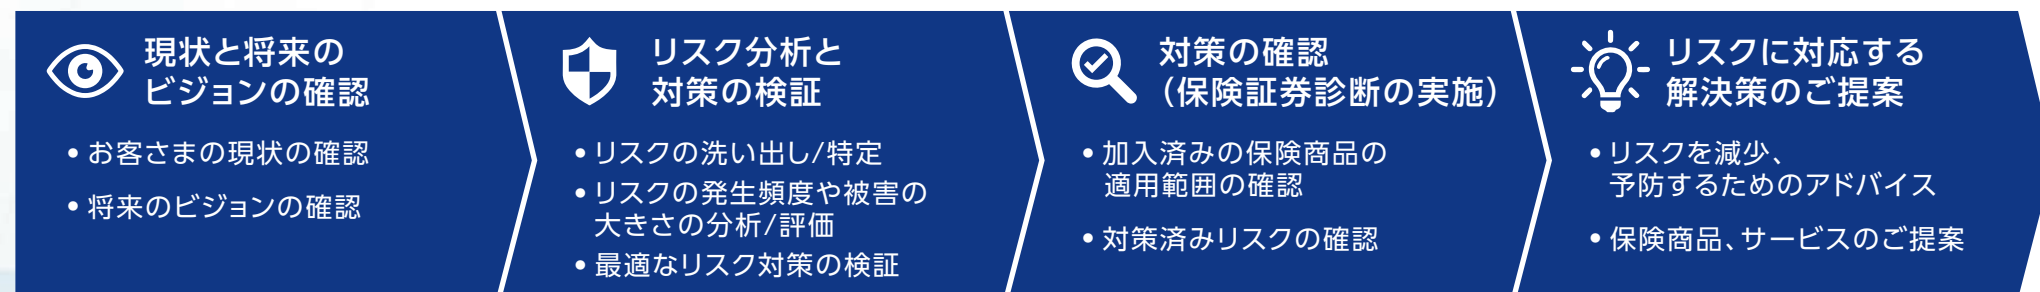 現状と将来の
ビジョンの確認
• お客さまの現状の確認
• 将来のビジョンの確認
リスク分析と
対策の検証
• リスクの洗い出し/特定
• リスクの発生頻度や被害の
大きさの分析/評価
• 最適なリスク対策の検証
対策の確認
（保険証券診断の実施）
• 加入済みの保険商品の
適用範囲の確認
• 対策済みリスクの確認
リスクに対応する
解決策のご提案
• リスクを減少、
予防するためのアドバイス
• 保険商品、サービスのご提案